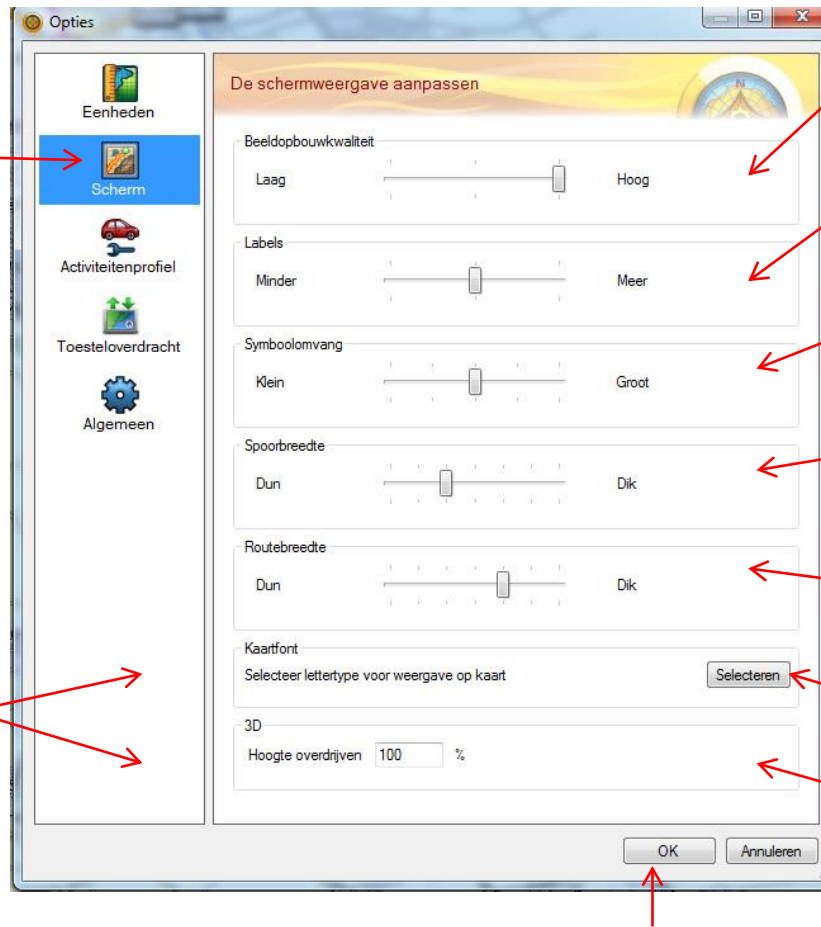 Opties
Eenheden
Scherm
Activiteitenprofiel
Toesteloverdracht
Algemeen
De schermweergave aanpassen
N
Beeldopbouwkwaliteit
Laag Hoog
Labels
Minder Meer
Symboolomvang
Klein Groot
Spoorbreedte
Dun Dik
Routebreedte
Dun Dik
Kaartfont
Selecteer lettertype voor weergave op kaart Selecteren
3D
Hoogte overdrijven 100 %
OK Annuleren